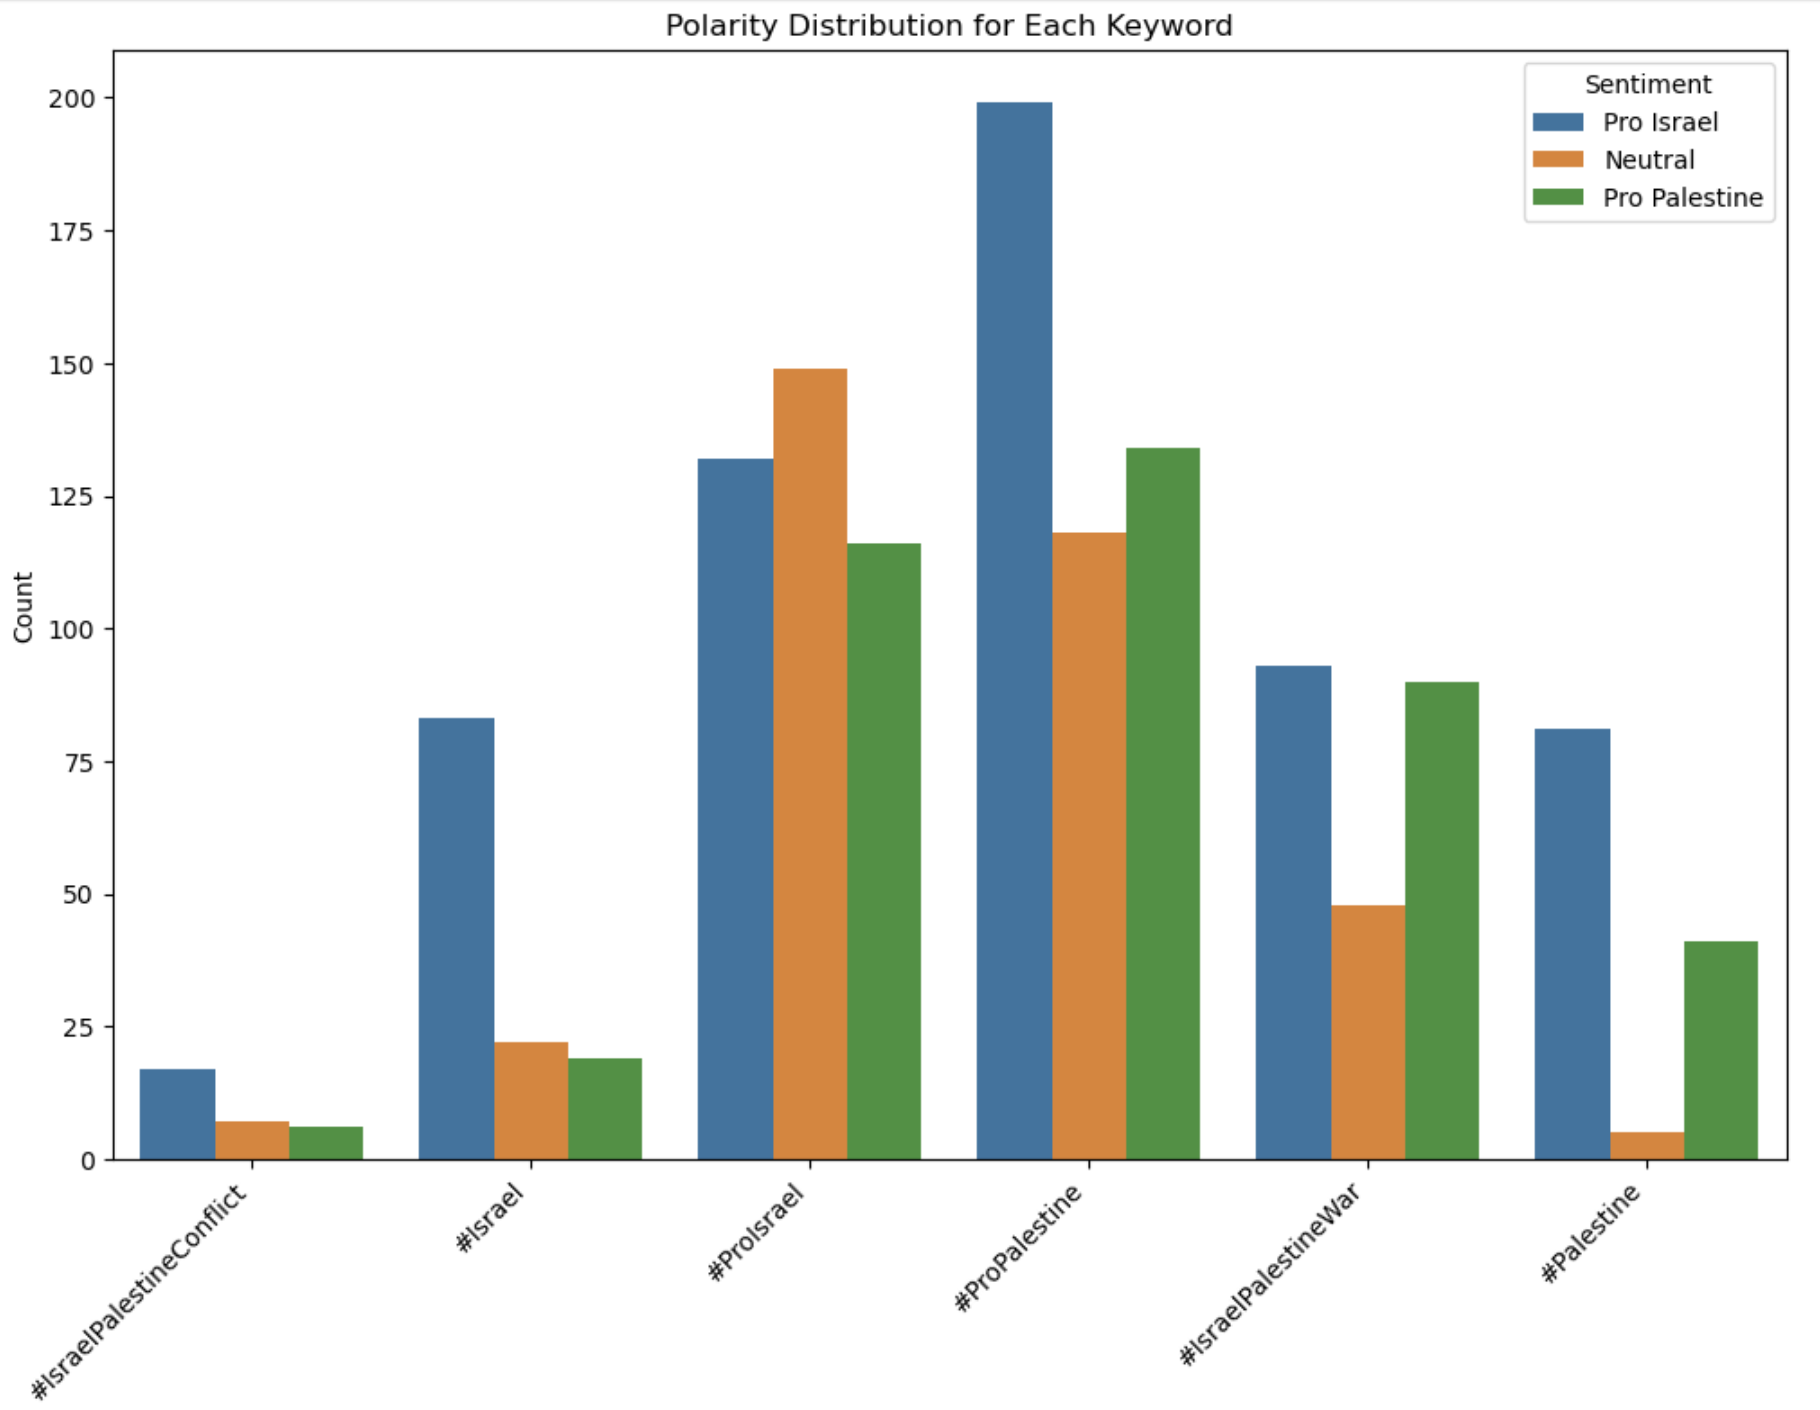 Polarity Distribution for Each Keyword
Sentiment
Pro Israel
Neutral
Pro Palestine
Count
200
175
150
125
100
75
50
25
0
#IsraelPalestineConflict
#Israel
#ProIsrael
#ProPalestine
#IsraelPalestineWar
#Palestine